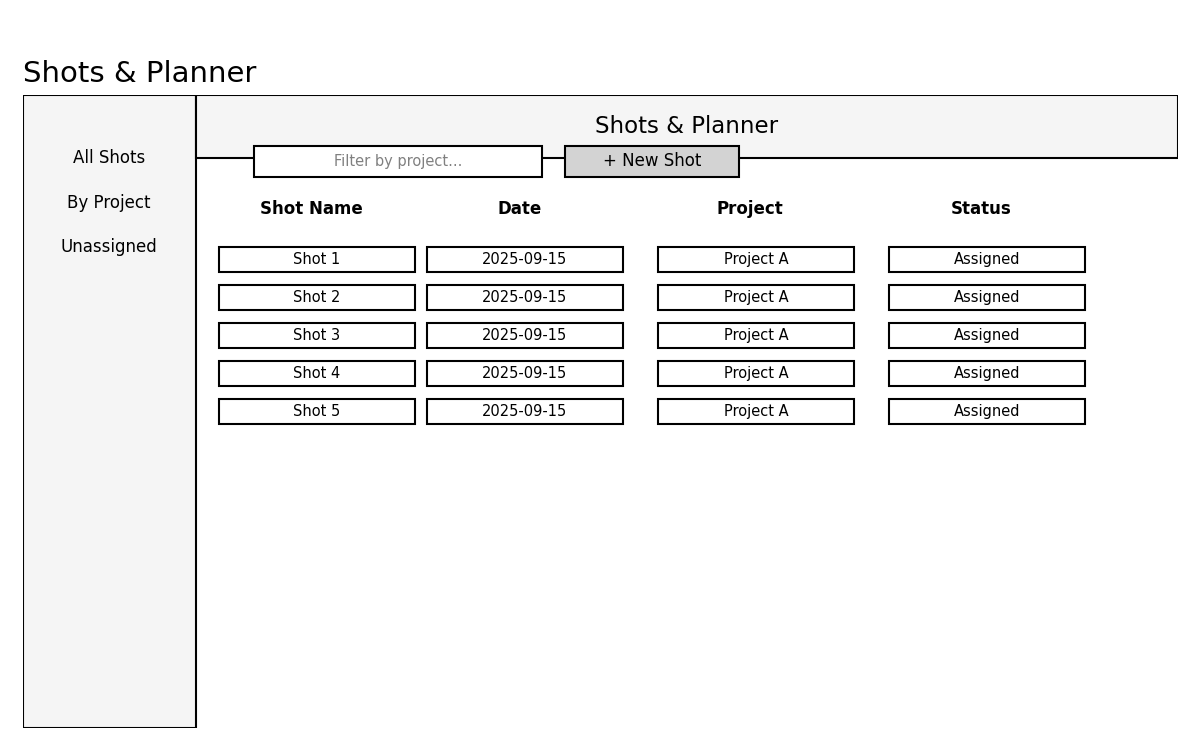 Shots & Planner
Shots & Planner
All Shots
By Project
Unassigned
Filter by project...
+ New Shot
Shot Name Date Project Status
Shot 1 2025-09-15 Project A Assigned
Shot 2 2025-09-15 Project A Assigned
Shot 3 2025-09-15 Project A Assigned
Shot 4 2025-09-15 Project A Assigned
Shot 5 2025-09-15 Project A Assigned